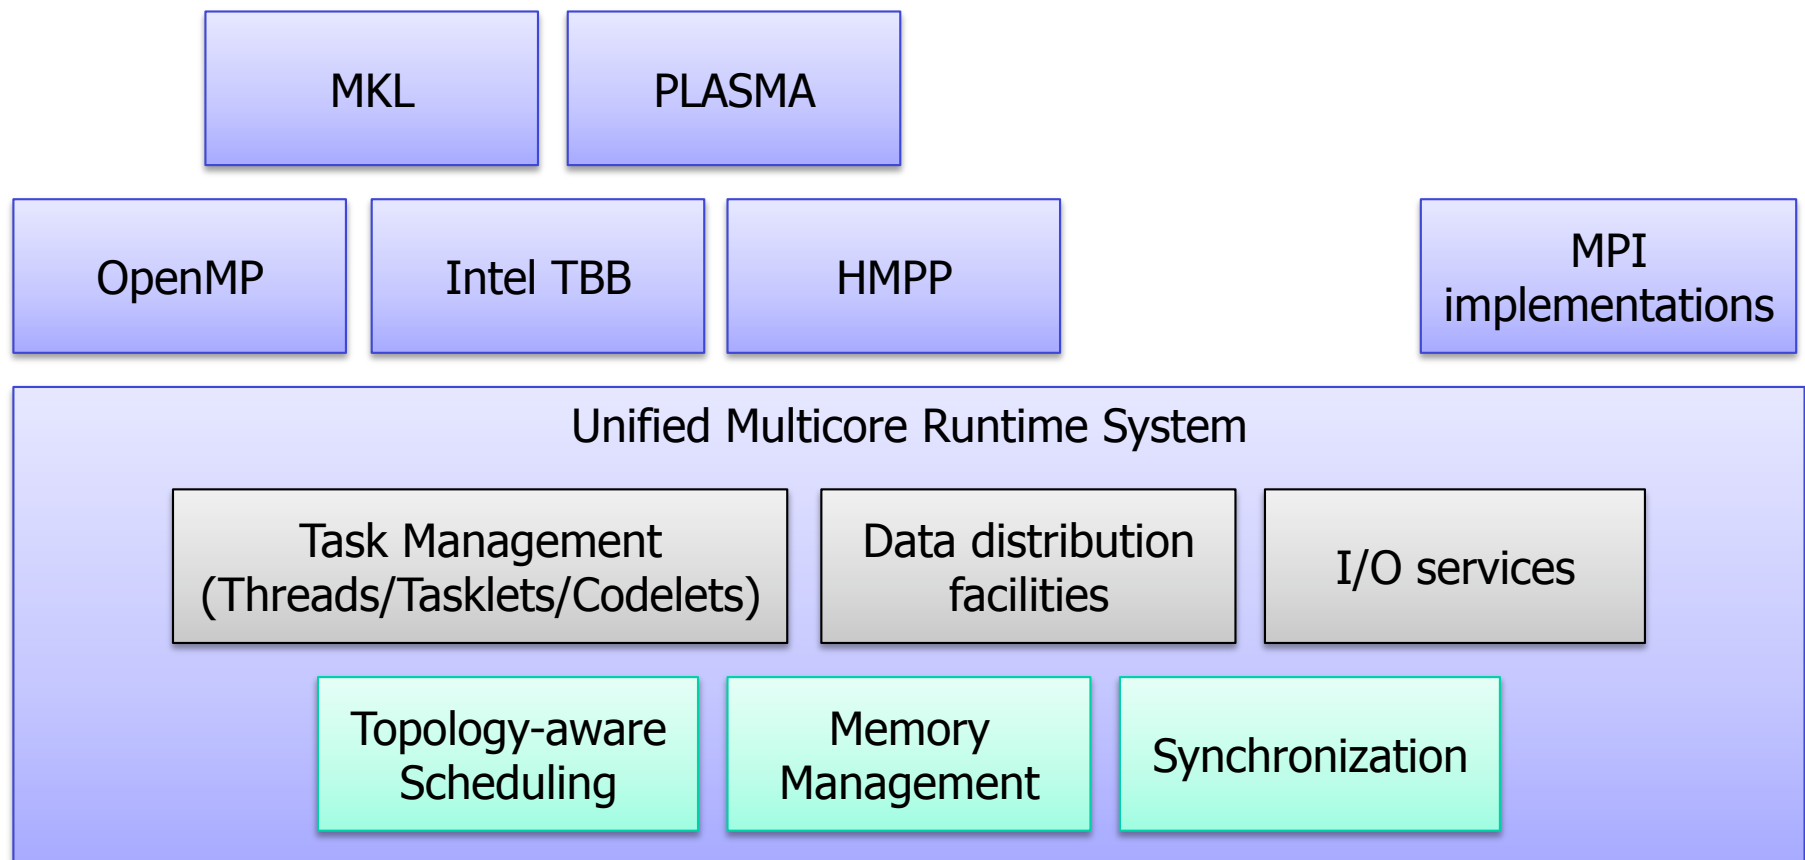 MKL
PLASMA
OpenMP
Intel TBB
HMPP
MPI
implementations
Unified Multicore Runtime System
Task Management
(Threads/Tasklets/Codelets)
Data distribution
facilities
I/O services
Topology-aware
Scheduling
Memory
Management
Synchronization